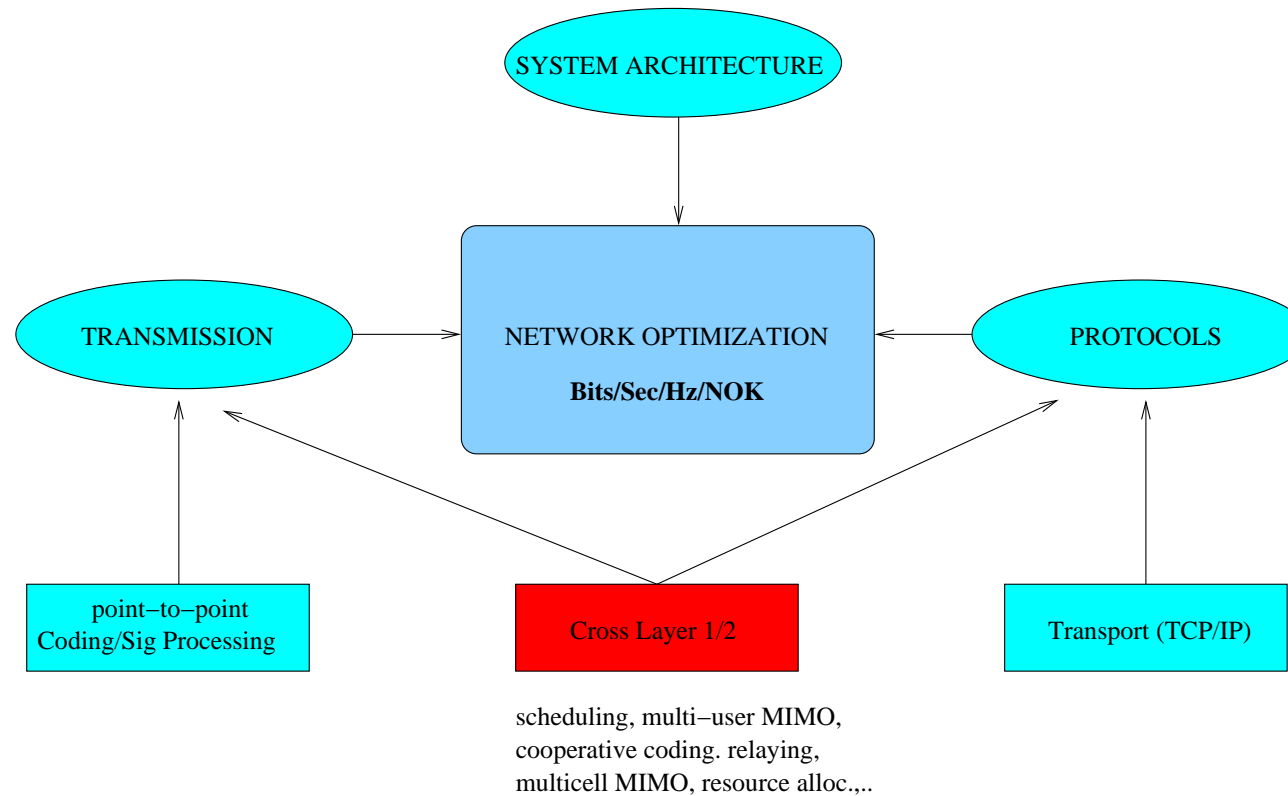 SYSTEM ARCHITECTURE
TRANSMISSION
NETWORK OPTIMIZATION
Bits/Sec/Hz/NOK
PROTOCOLS
point−to−point
Coding/Sig Processing
Cross Layer 1/2
Transport (TCP/IP)
scheduling, multi−user MIMO,
cooperative coding. relaying,
multicell MIMO, resource alloc.,..